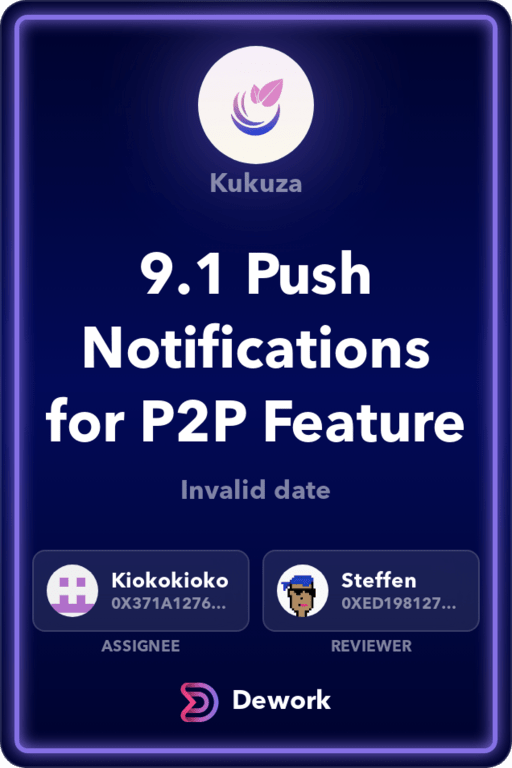 Kukuza
9.1 Push
Notifications
for P2P Feature
Invalid date
Kiokokioko
0X371A1276...
ASSIGNEE
Steffen
0XED198127...
REVIEWER
Dework